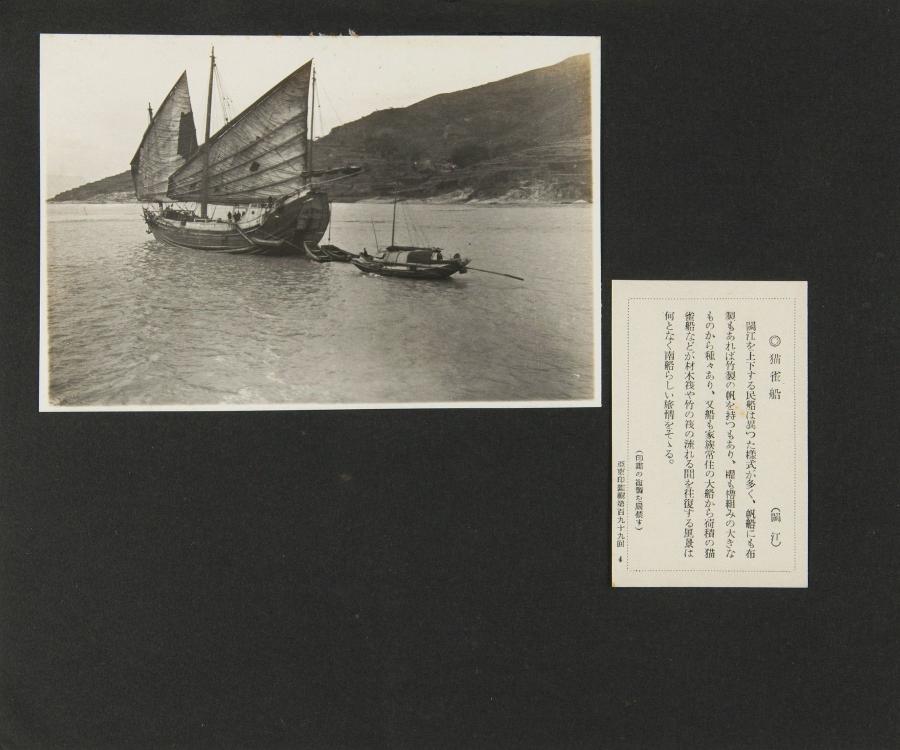 ◎猫雀船
(閩江)
閩江を上下する民船は異つた樣式が多く、帆船にも布
製もあれば竹製の帆を持つもあり、櫂も櫓組みの大きな
ものから種々あり、又船も家族常住の大船から荷積の猫
雀船などが材木筏や竹の筏の流れる間を往復する風景は
何となく南船らしい旅情をそゝる。
(印畫の複製を嚴禁す)
亞東印畫輯第百九十九回 4